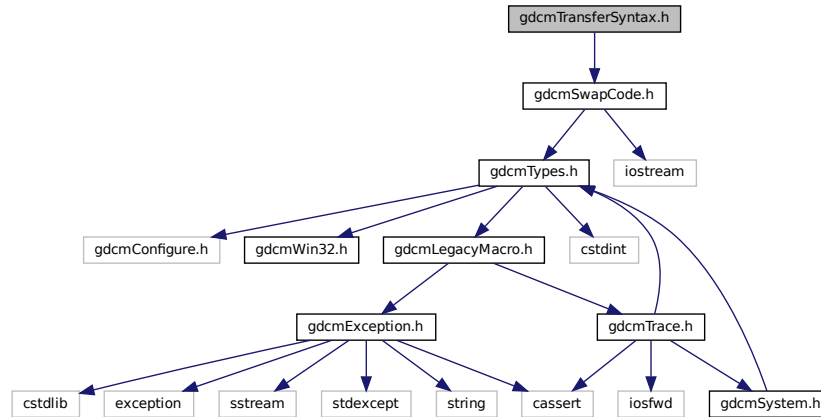 gdcmTransferSyntax.h
gdcmSwapCode.h
gdcmTypes.h
iostream
gdcmConfigure.h
gdcmWin32.h
gdcmLegacyMacro.h
cstdint
gdcmException.h
gdcmTrace.h
cstdlib
exception
sstream
stdexcept
string
cassert
iosfwd
gdcmSystem.h